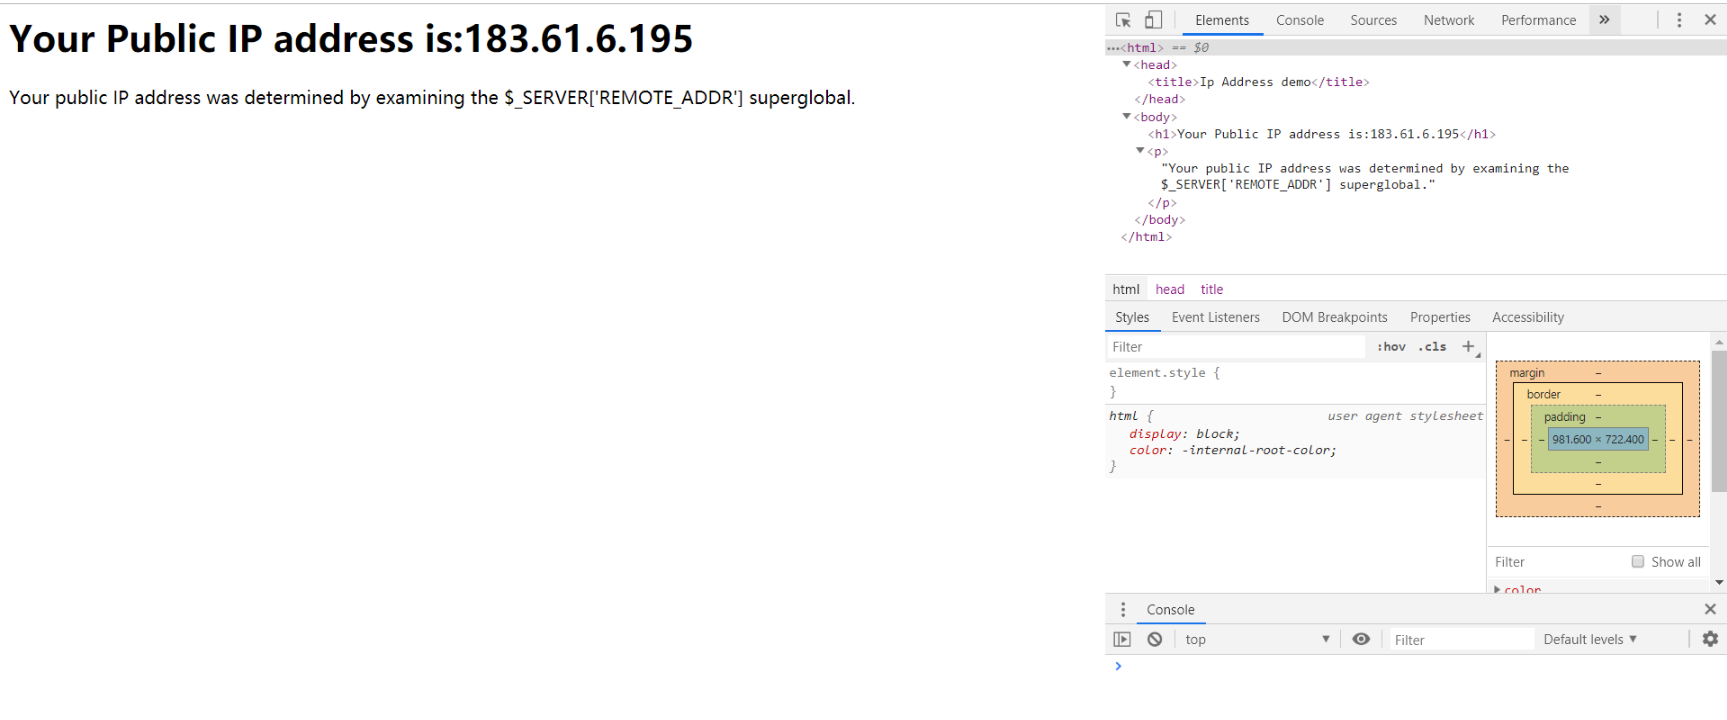 Your Public IP address is:183.61.6.195
Your public IP address was determined by examining the $_SERVER['REMOTE_ADDR'] superglobal.
Elements Console Sources Network Performance »
…<html> == $0
<head>
<title>Ip Address demo</title>
</head>
<body>
<h1>Your Public IP address is:183.61.6.195</h1>
<p>
"Your public IP address was determined by examining the
$_SERVER['REMOTE_ADDR'] superglobal."
</p>
</body>
</html>
html head title
Styles Event Listeners DOM Breakpoints Properties Accessibility
Filter :hov .cls +
element.style {
}
html { user agent stylesheet
display: block;
color: -internal-root-color;
}
margin –
border –
padding –
– – – 981.600 × 722.400 – – –
–
–
–
Filter Show all
color
Console
top Filter Default levels